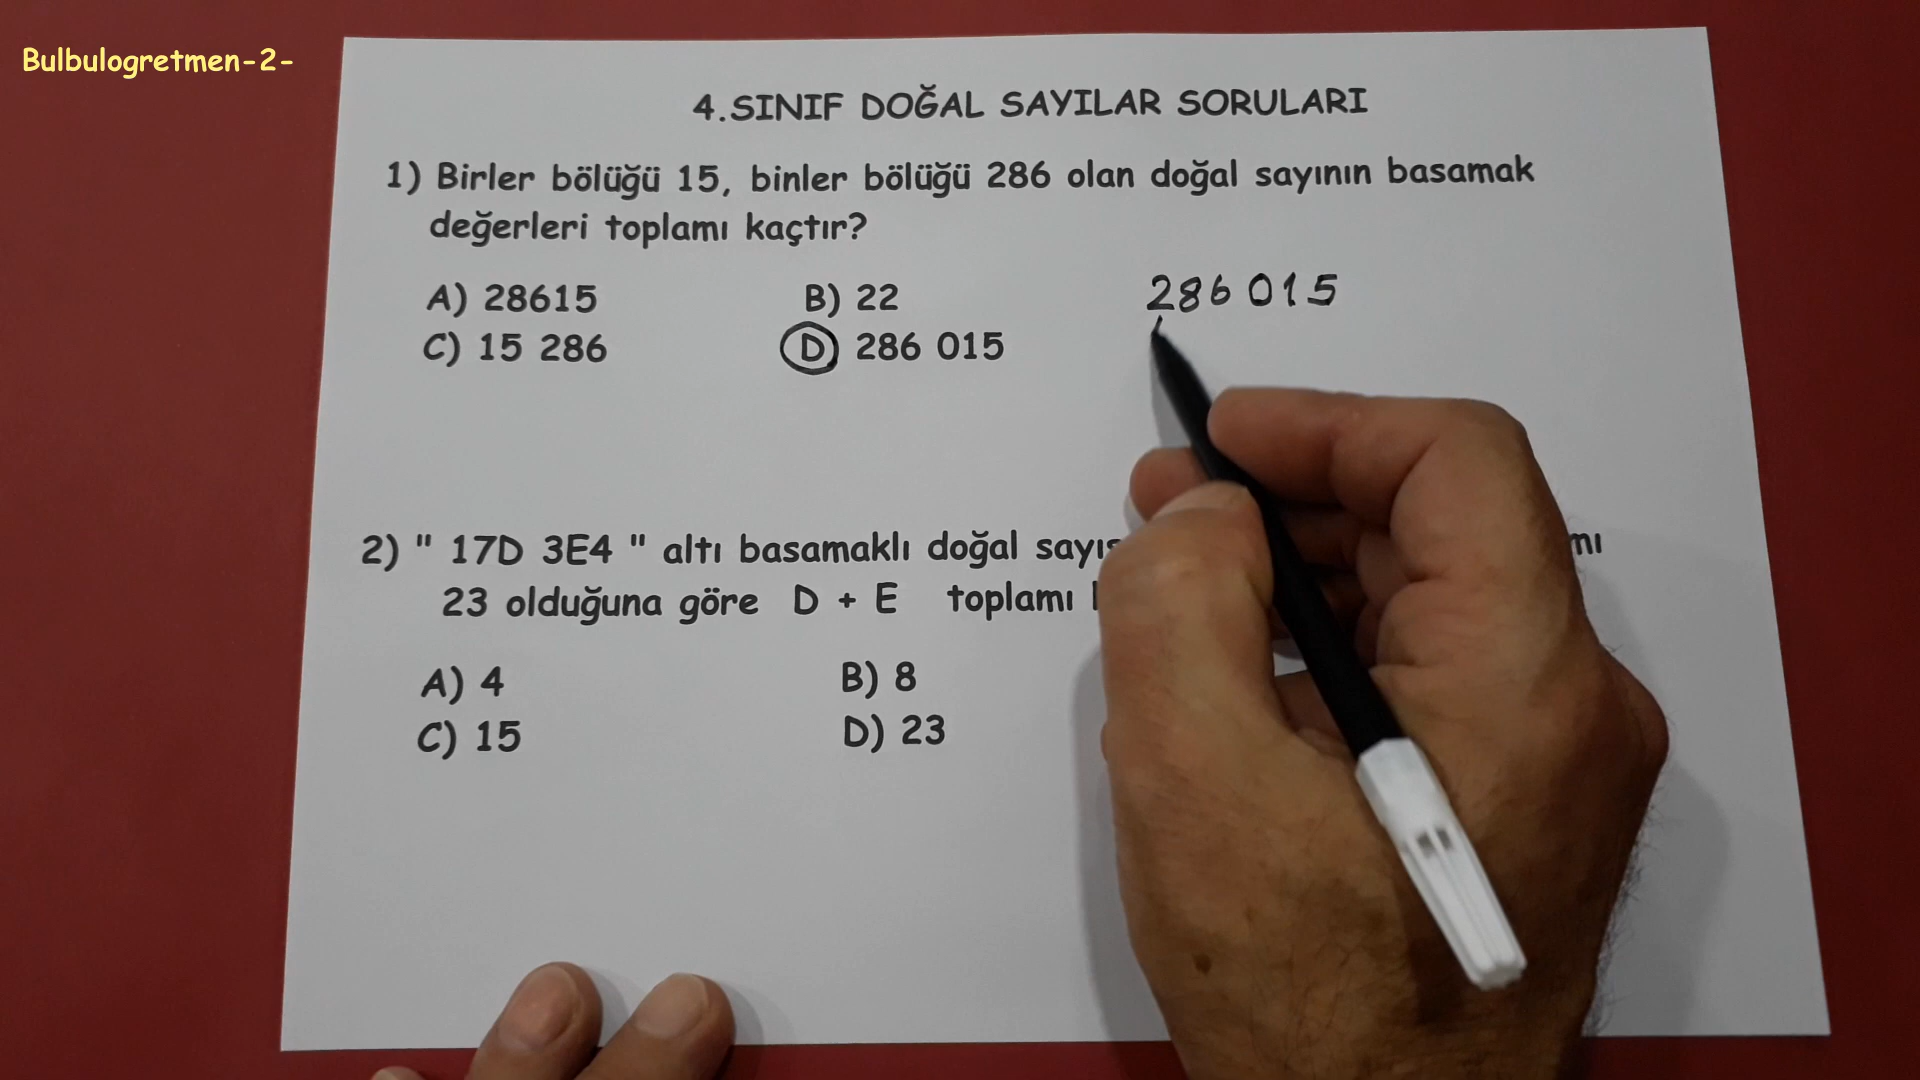 Bulbulogretmen-2-
4.SINIF DOĞAL SAYILAR SORULARI
1) Birler bölüğü 15, binler bölüğü 286 olan doğal sayının basamak
değerleri toplamı kaçtır?
A) 28615 B) 22 286 015
C) 15 286 D) 286 015
2) " 17D 3E4 " altı basamaklı doğal
23 olduğuna göre D + E toplamı
A) 4 B) 8
C) 15 D) 23